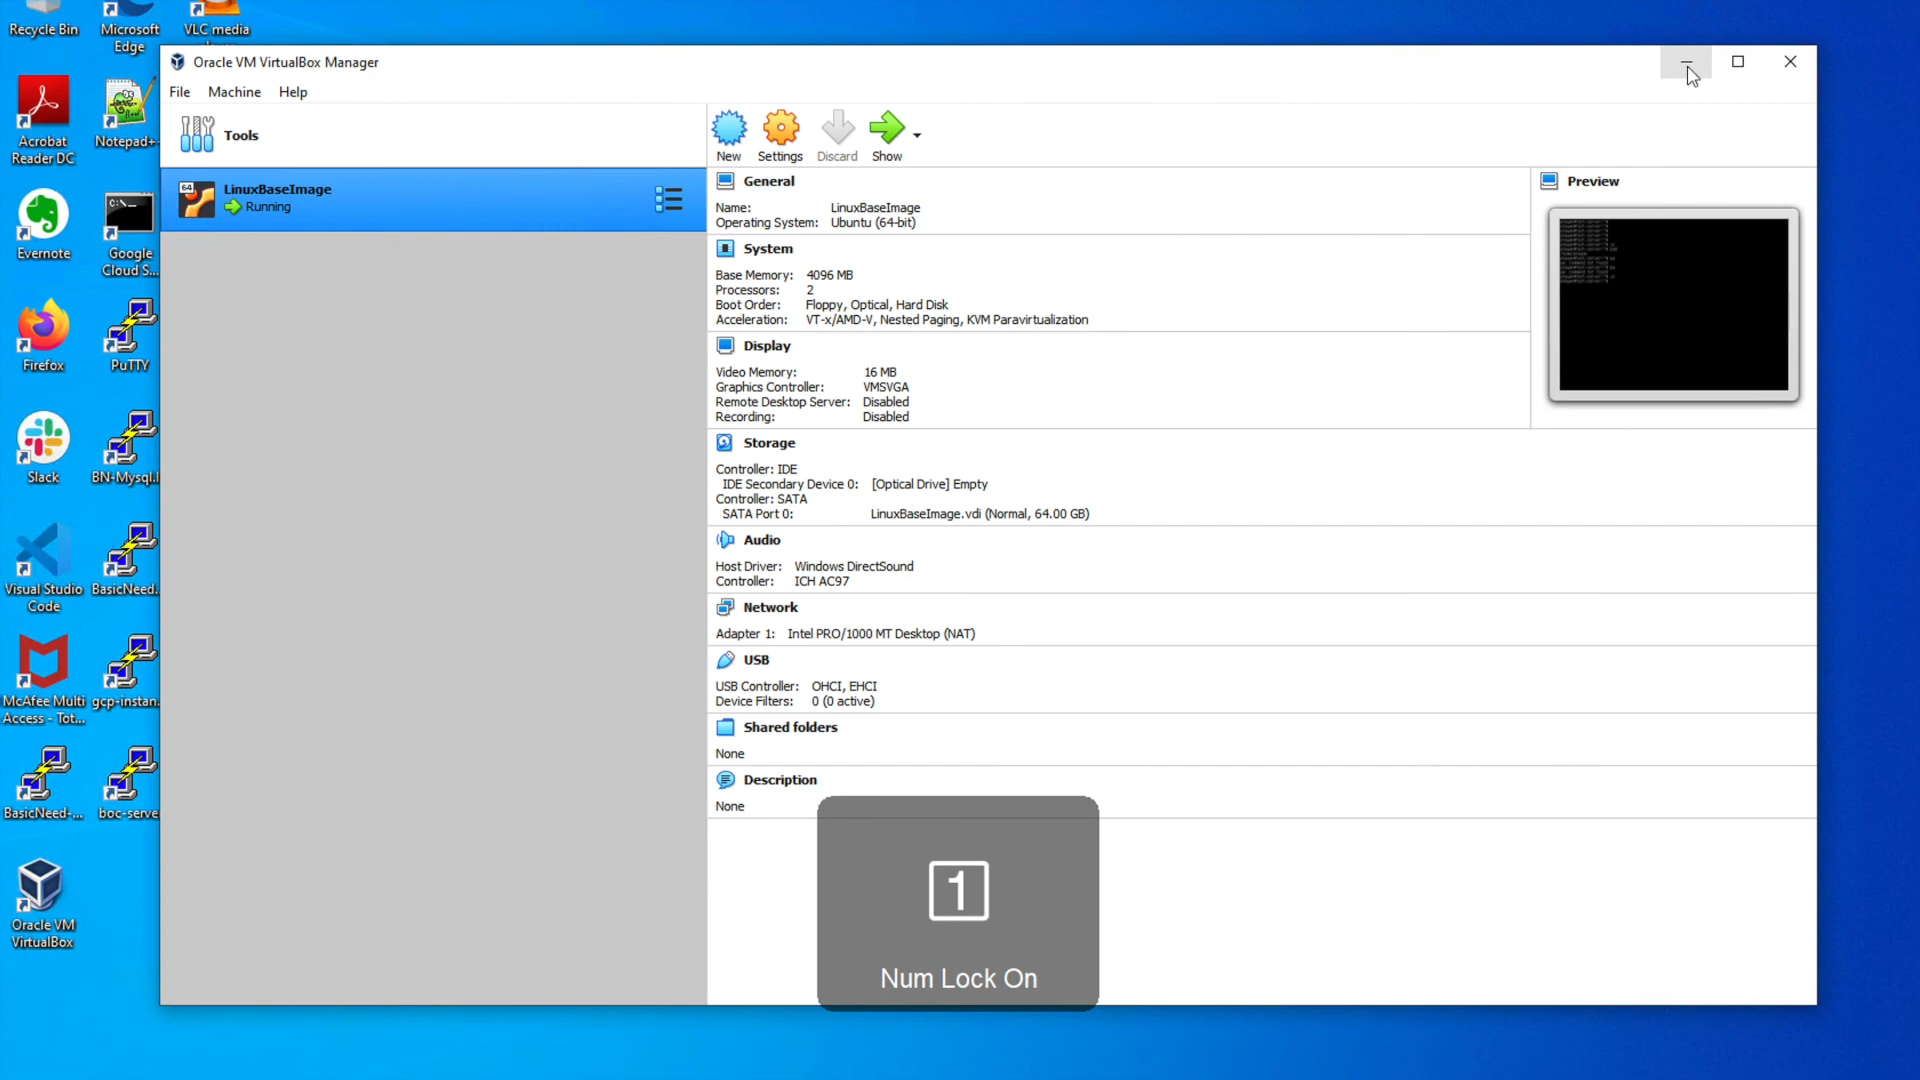 Recycle Bin
Microsoft
Edge
VLC media
Acrobat
Reader DC
Notepad+
Evernote
Google
Cloud S...
Firefox
PuTTY
Slack
BN-Mysql.
Visual Studio
Code
BasicNeed.
McAfee Multi
Access - Tot...
gcp-instan.
BasicNeed-...
boc-serve
Oracle VM
VirtualBox
Oracle VM VirtualBox Manager
File Machine Help
Tools
New Settings Discard Show
64
LinuxBaseImage
Running
General
Name: LinuxBaseImage
Operating System: Ubuntu (64-bit)
System
Base Memory: 4096 MB
Processors: 2
Boot Order: Floppy, Optical, Hard Disk
Acceleration: VT-x/AMD-V, Nested Paging, KVM Paravirtualization
Display
Video Memory: 16 MB
Graphics Controller: VMSVGA
Remote Desktop Server: Disabled
Recording: Disabled
Storage
Controller: IDE
IDE Secondary Device 0: [Optical Drive] Empty
Controller: SATA
SATA Port 0: LinuxBaseImage.vdi (Normal, 64.00 GB)
Audio
Host Driver: Windows DirectSound
Controller: ICH AC97
Network
Adapter 1: Intel PRO/1000 MT Desktop (NAT)
USB
USB Controller: OHCI, EHCI
Device Filters: 0 (0 active)
Shared folders
None
Description
None
Preview
1
Num Lock On